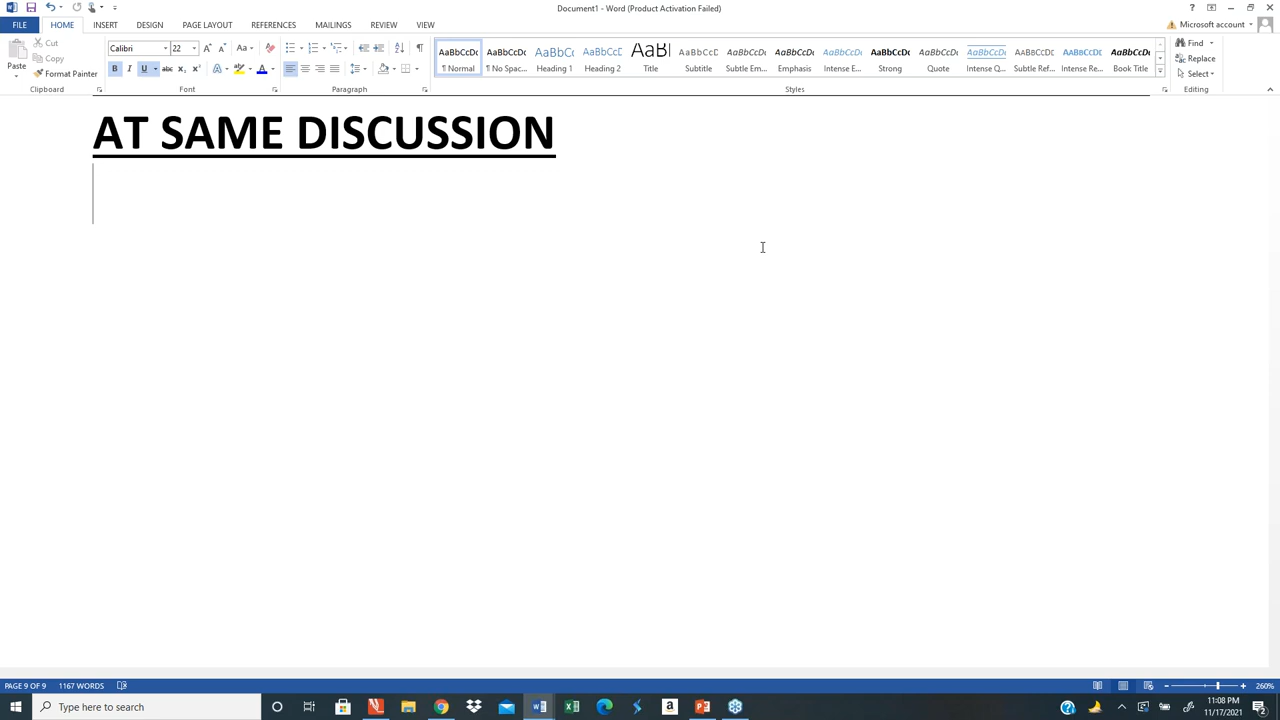 Document1 - Word (Product Activation Failed)
FILE HOME INSERT DESIGN PAGE LAYOUT REFERENCES MAILINGS REVIEW VIEW Microsoft account
Cut
Copy
Format Painter
Paste
Clipboard
Calibri 22
Font
Paragraph
AaBbCcDc AaBbCcDc AaBbCc AaBbCcC AaBl AaBbCcD AaBbCcDc AaBbCcDc AaBbCcDc AaBbCcDc AaBbCcDc AaBbCcDc AaBbCcDc AaBbCcDc AaBbCcDc
¶ Normal ¶ No Spac... Heading 1 Heading 2 Title Subtitle Subtle Em... Emphasis Intense E... Strong Quote Intense Q... Subtle Ref... Intense Re... Book Title
Styles
Find
Replace
Select
Editing
AT SAME DISCUSSION
PAGE 9 OF 9 1167 WORDS 260%
Type here to search
11:08 PM
11/17/2021
2